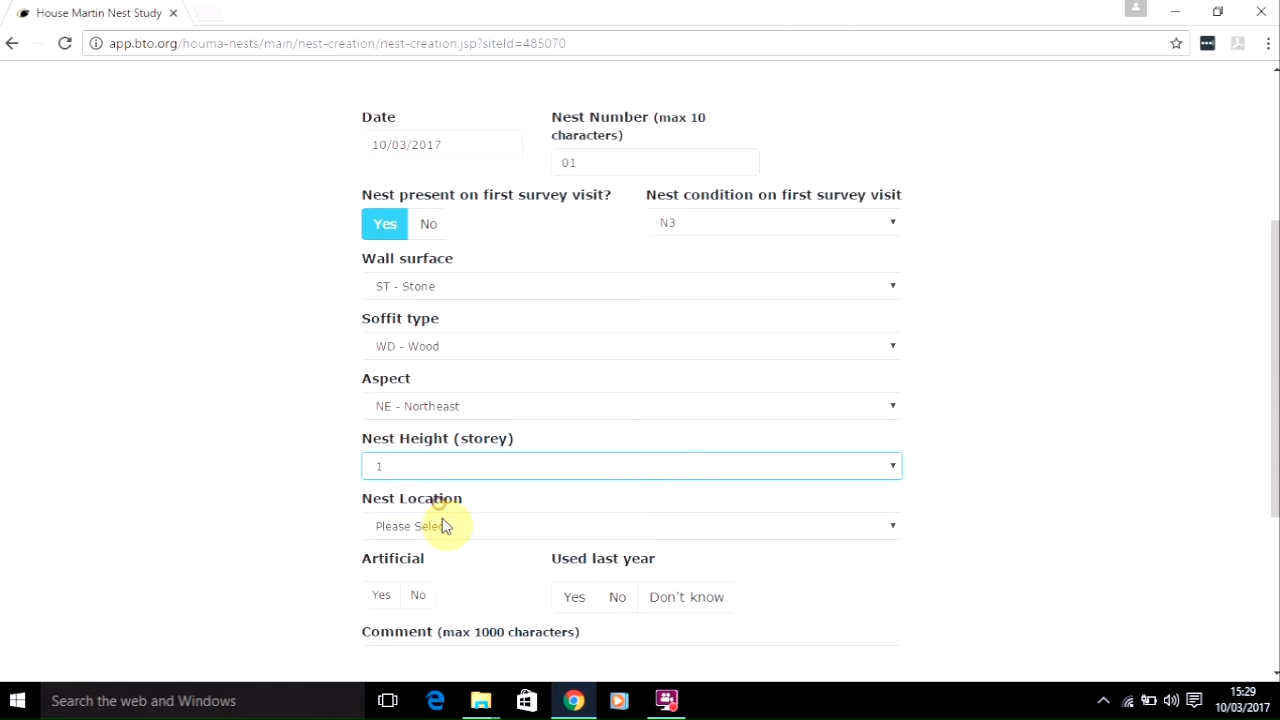 House Martin Nest Study
app.bto.org/houma-nests/main/nest-creation/nest-creation.jsp?siteId=485070
Date
Nest Number (max 10
characters)
10/03/2017
01
Nest present on first survey visit?
Nest condition on first survey visit
Yes
No
N3
Wall surface
ST - Stone
Soffit type
WD - Wood
Aspect
NE - Northeast
Nest Height (storey)
1
Nest Location
Please Select
Artificial
Used last year
Yes
No
Yes
No
Don't know
Comment (max 1000 characters)
Search the web and Windows
15:29
10/03/2017